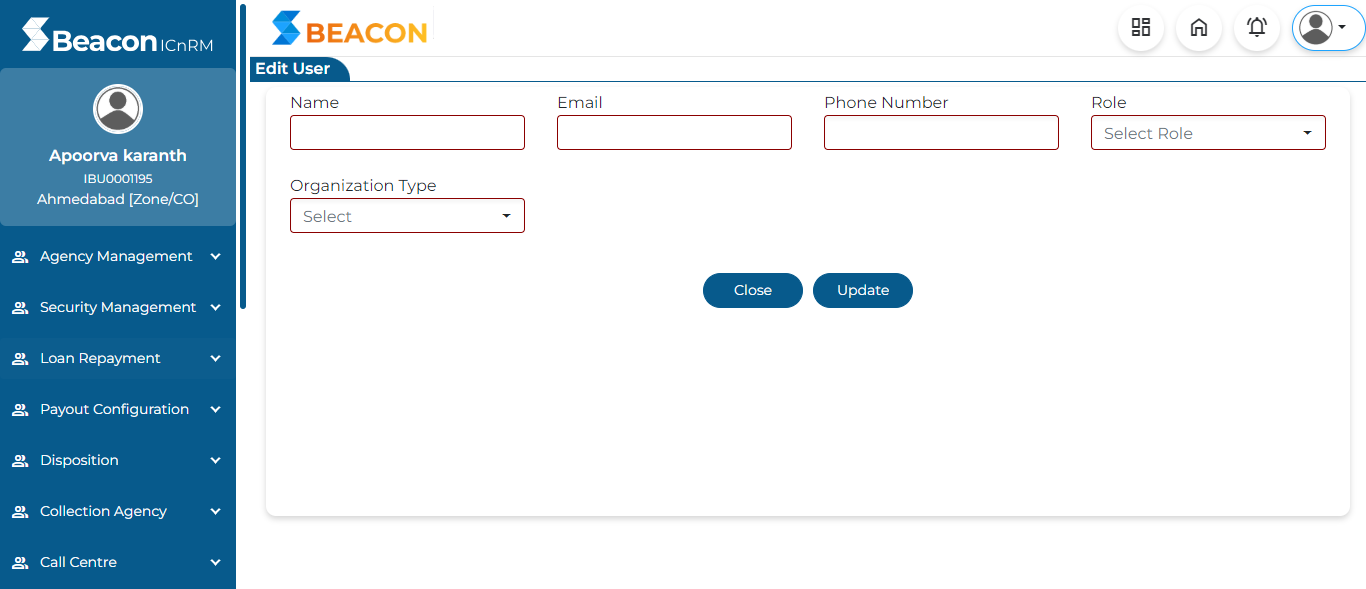 Beacon ICnRM
BEACON
Edit User
Apoorva karanth
IBU0001195
Ahmedabad [Zone/CO]
Agency Management
Security Management
Loan Repayment
Payout Configuration
Disposition
Collection Agency
Call Centre
Name
Email
Phone Number
Role
Select Role
Organization Type
Select
Close
Update